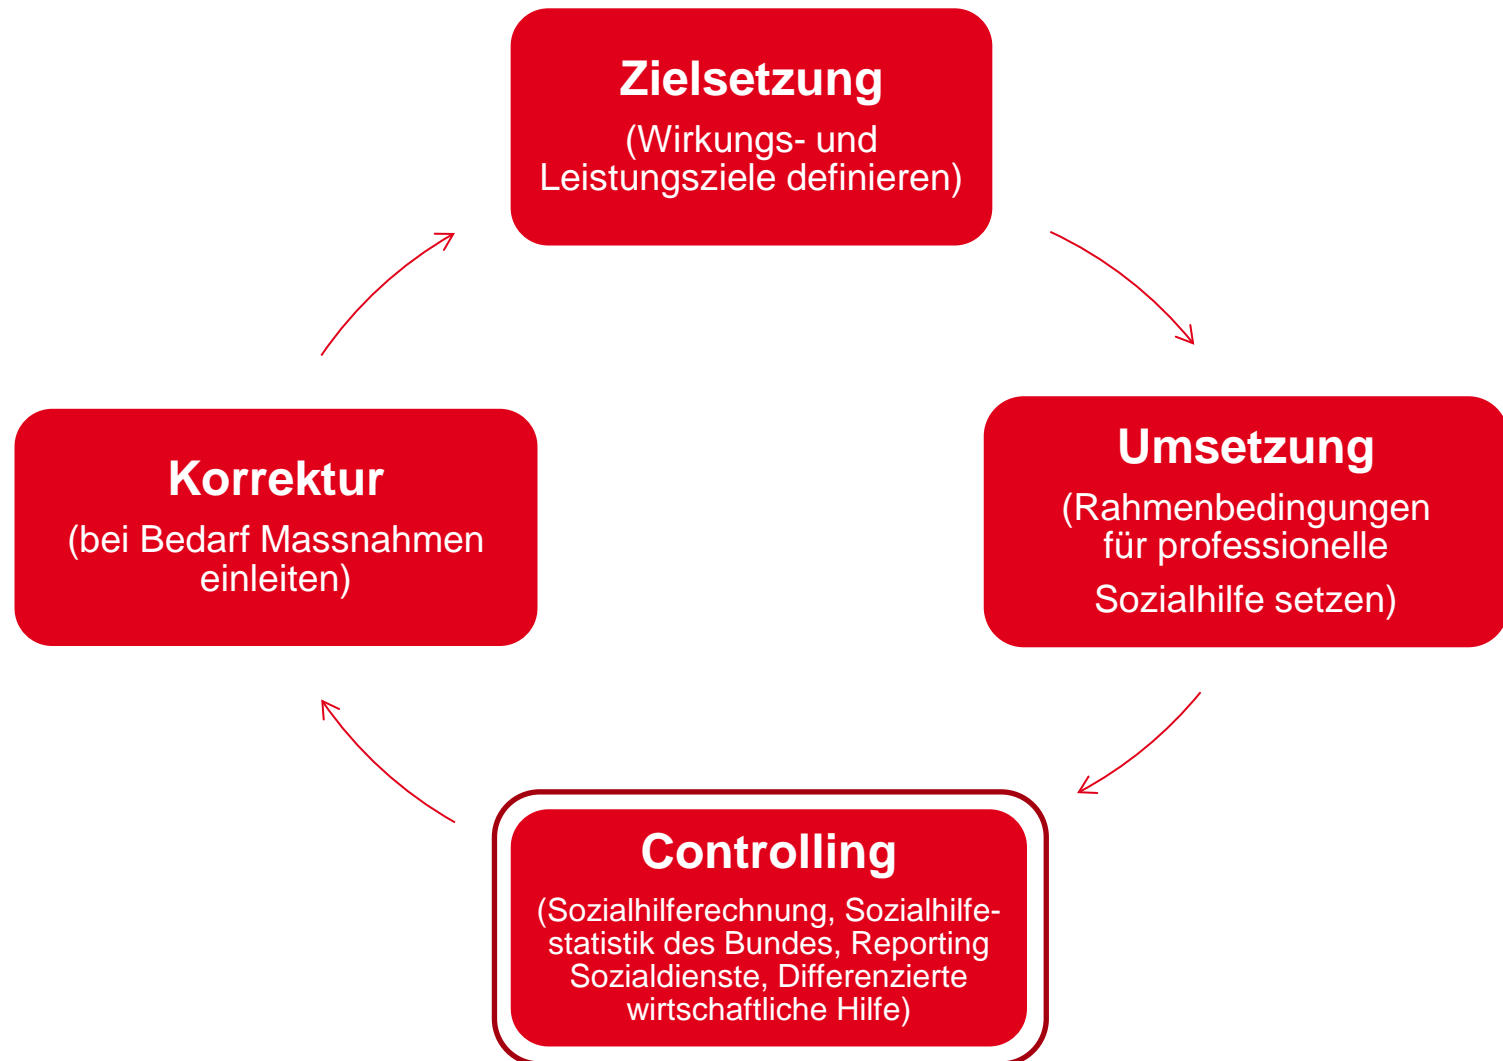 Zielsetzung
(Wirkungs- und
Leistungsziele definieren)
Umsetzung
(Rahmenbedingungen
für professionelle
Sozialhilfe setzen)
Controlling
(Sozialhilferechnung, Sozialhilfe-
statistik des Bundes, Reporting
Sozialdienste, Differenzierte
wirtschaftliche Hilfe)
Korrektur
(bei Bedarf Massnahmen
einleiten)